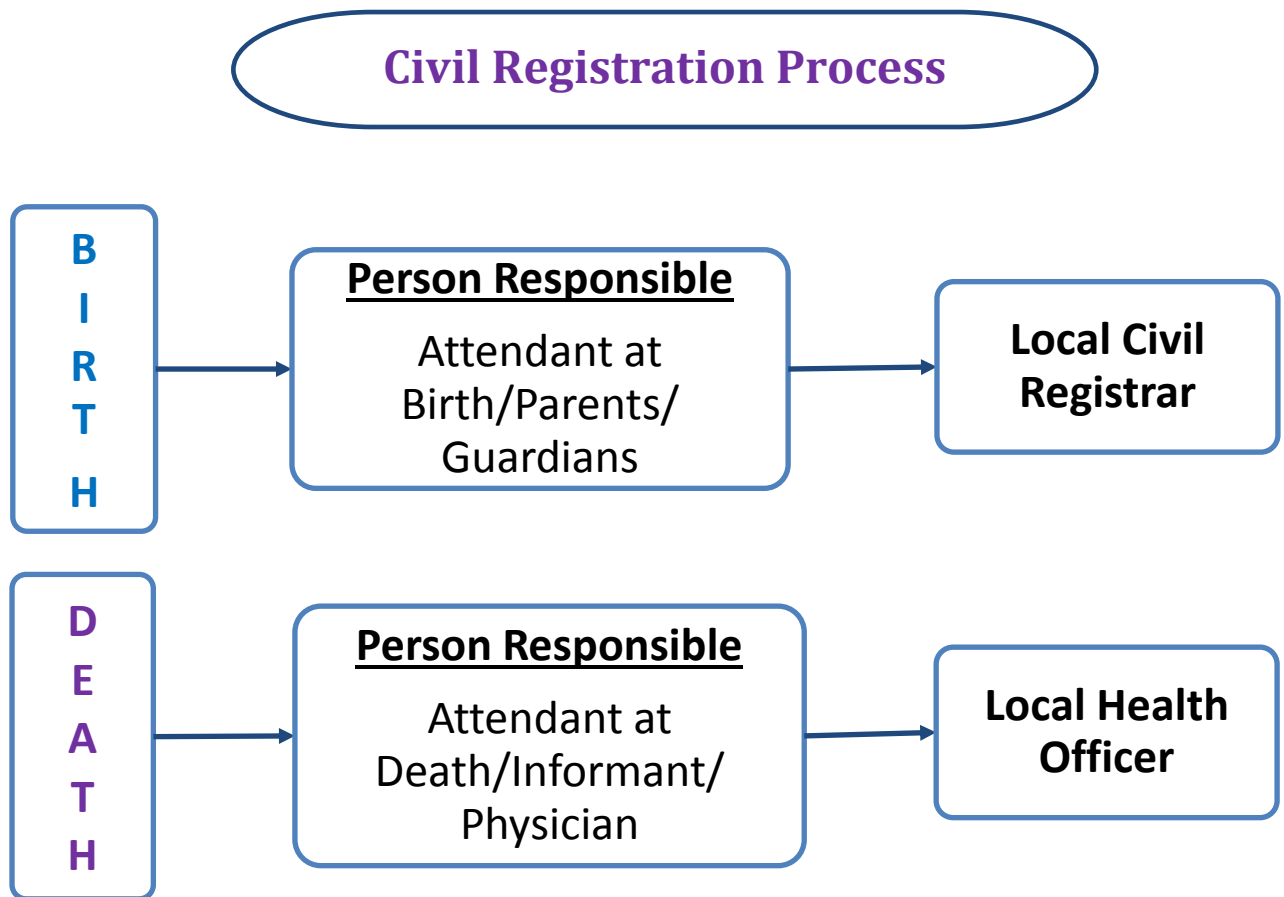 Civil Registration Process
B
I
R
T
H
Person Responsible
Attendant at
Birth/Parents/
Guardians
Local Civil
Registrar
D
E
A
T
H
Person Responsible
Attendant at
Death/Informant/
Physician
Local Health
Officer